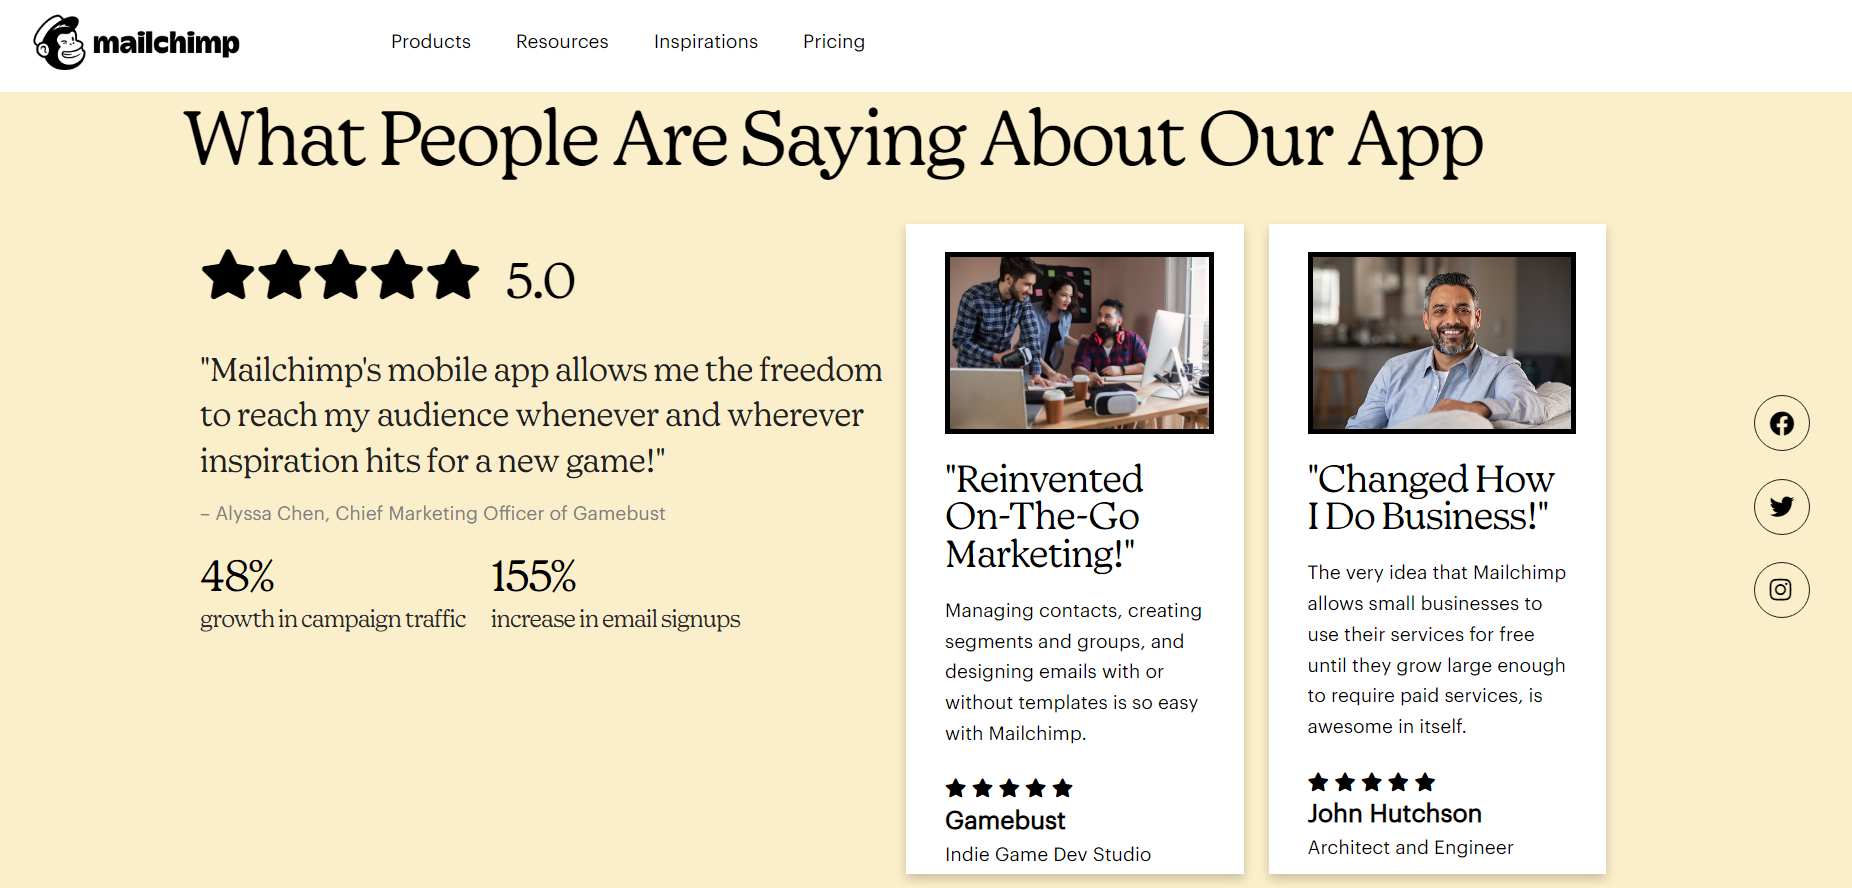 mailchimp
Products
Resources
Inspirations
Pricing
What People Are Saying About Our App
5.0
"Mailchimp's mobile app allows me the freedom
to reach my audience whenever and wherever
inspiration hits for a new game!"
– Alyssa Chen, Chief Marketing Officer of Gamebust
48%
growth in campaign traffic
155%
increase in email signups
"Reinvented
On-The-Go
Marketing!"
Managing contacts, creating
segments and groups, and
designing emails with or
without templates is so easy
with Mailchimp.
Gamebust
Indie Game Dev Studio
"Changed How
I Do Business!"
The very idea that Mailchimp
allows small businesses to
use their services for free
until they grow large enough
to require paid services, is
awesome in itself.
John Hutchson
Architect and Engineer